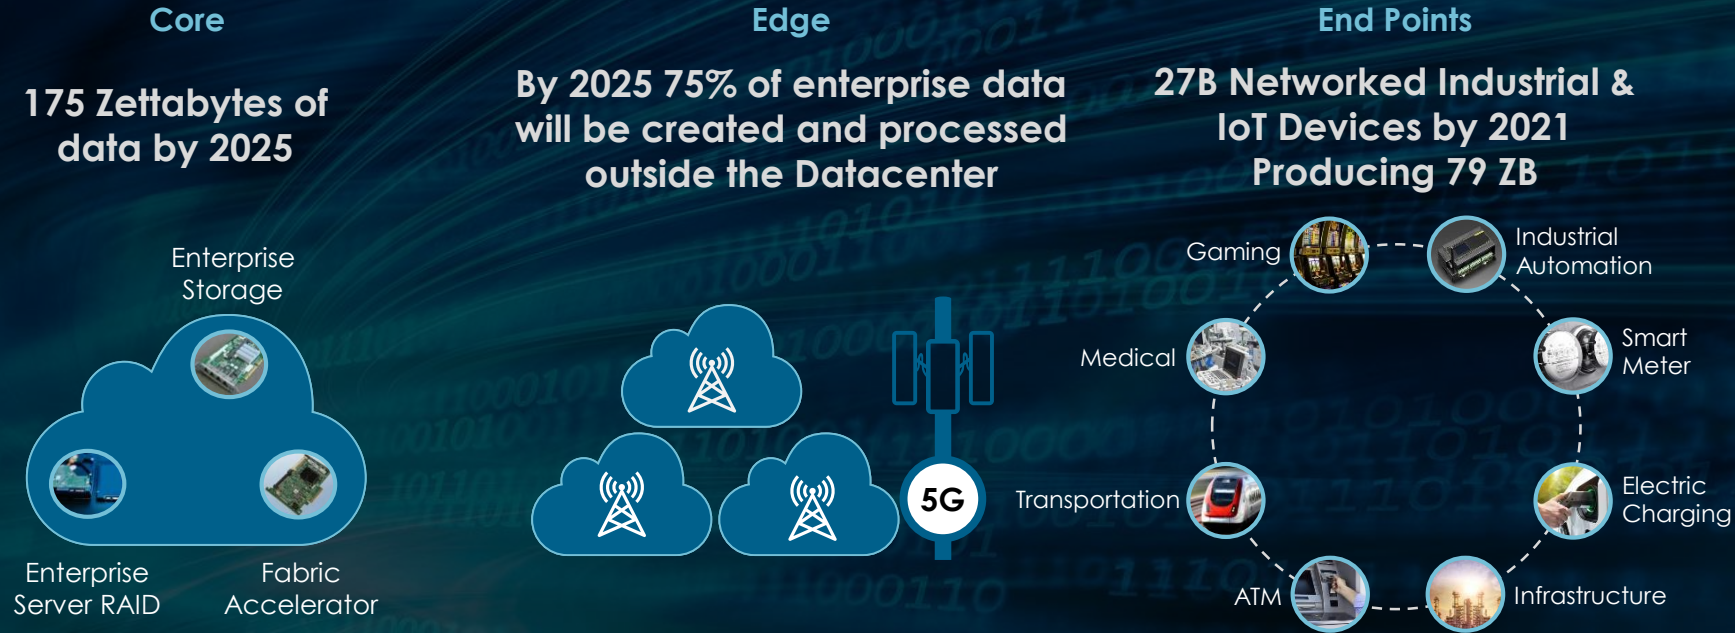 Core
175 Zettabytes of
data by 2025
Enterprise
Storage
Enterprise
Server RAID
Fabric
Accelerator
Edge
By 2025 75% of enterprise data
will be created and processed
outside the Datacenter
5G
End Points
27B Networked Industrial &
IoT Devices by 2021
Producing 79 ZB
Gaming
Industrial
Automation
Medical
Smart
Meter
Transportation
Electric
Charging
ATM
Infrastructure